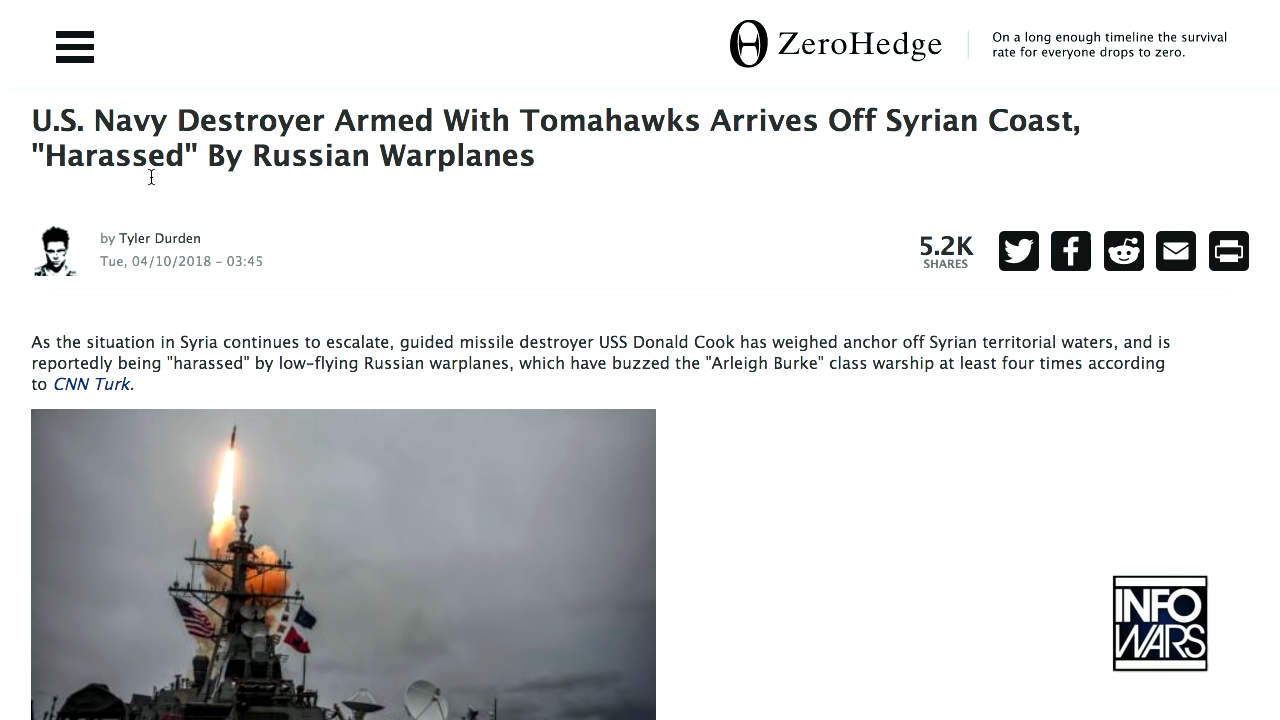 ZeroHedge
On a long enough timeline the survival
rate for everyone drops to zero.
U.S. Navy Destroyer Armed With Tomahawks Arrives Off Syrian Coast,
"Harassed" By Russian Warplanes
by Tyler Durden
Tue, 04/10/2018 - 03:45
5.2K
SHARES
As the situation in Syria continues to escalate, guided missile destroyer USS Donald Cook has weighed anchor off Syrian territorial waters, and is
reportedly being "harassed" by low-flying Russian warplanes, which have buzzed the "Arleigh Burke" class warship at least four times according
to CNN Turk.
INFO
WARS